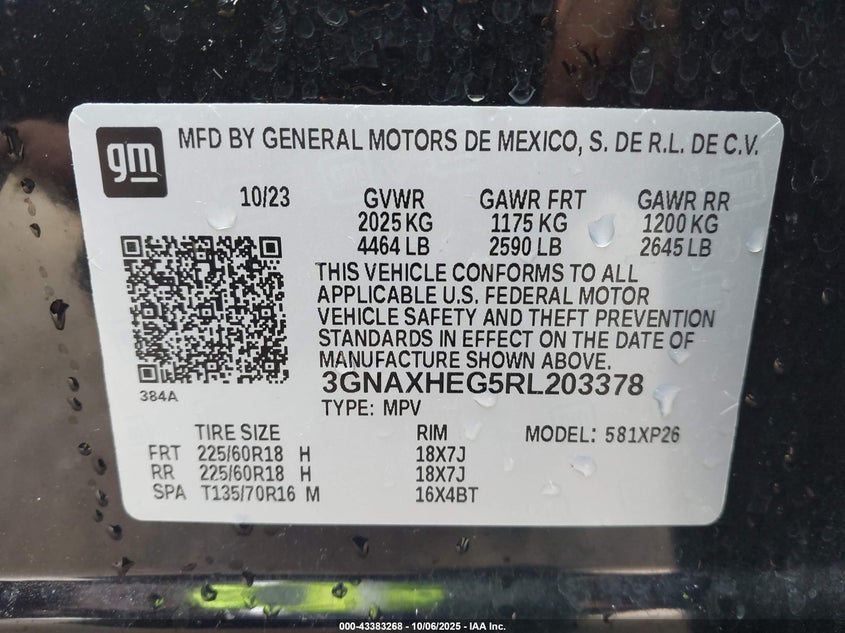 gm
MFD BY GENERAL MOTORS DE MEXICO, S. DE R.L. DE C.V.
10/23 GVWR GAWR FRT GAWR RR
2025 KG 1175 KG 1200 KG
4464 LB 2590 LB 2645 LB
THIS VEHICLE CONFORMS TO ALL
APPLICABLE U.S. FEDERAL MOTOR
VEHICLE SAFETY AND THEFT PREVENTION
STANDARDS IN EFFECT ON THE DATE OF
MANUFACTURE SHOWN ABOVE.
384A
3GNAXHEG5RL203378
TYPE: MPV
TIRE SIZE RIM MODEL: 581XP26
FRT 225/60R18 H 18X7J
RR 225/60R18 H 18X7J
SPA T135/70R16 M 16X4BT
000-43383268 - 10/06/2025 - IAA Inc.